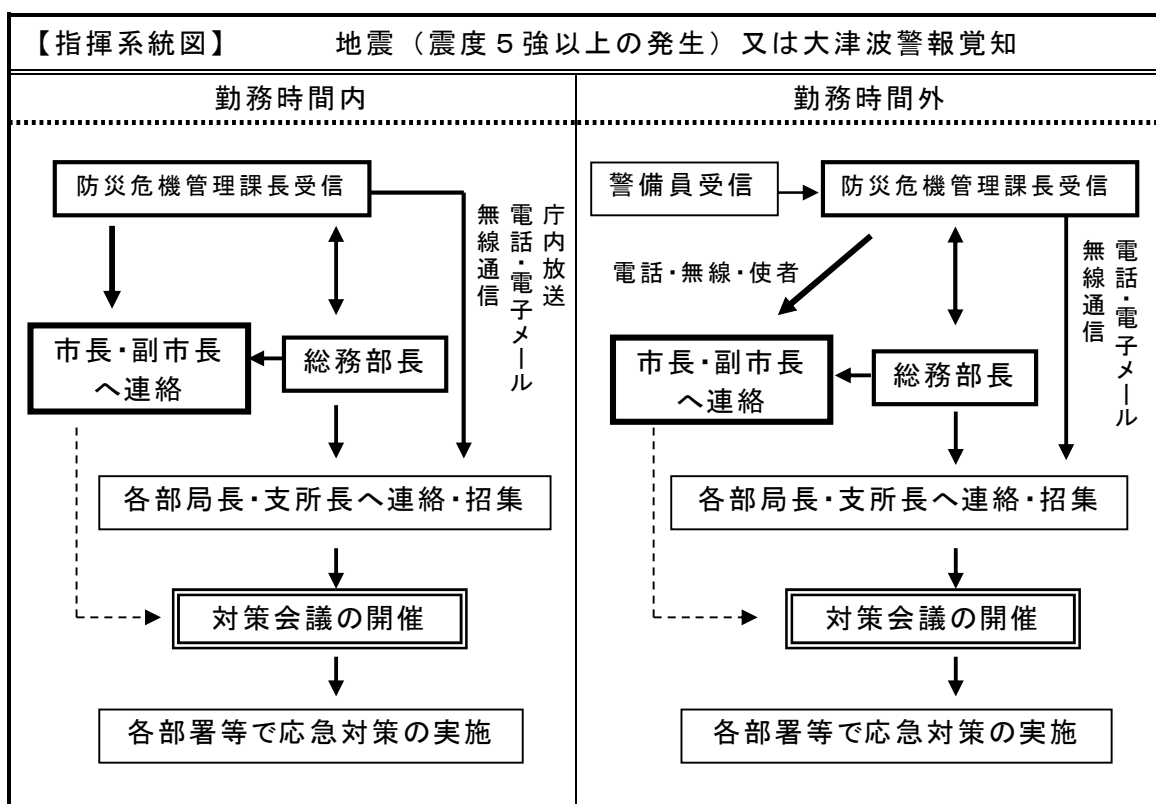 【指揮系統図】 地震（震度５強以上の発生）又は大津波警報覚知
勤務時間内
防災危機管理課長受信
庁内放送
電話・電子メール
無線通信
市長・副市長
へ連絡
総務部長
各部局長・支所長へ連絡・招集
対策会議の開催
各部署等で応急対策の実施
勤務時間外
警備員受信
防災危機管理課長受信
電話・無線・使者
電話・電子メール
無線通信
市長・副市長
へ連絡
総務部長
各部局長・支所長へ連絡・招集
対策会議の開催
各部署等で応急対策の実施